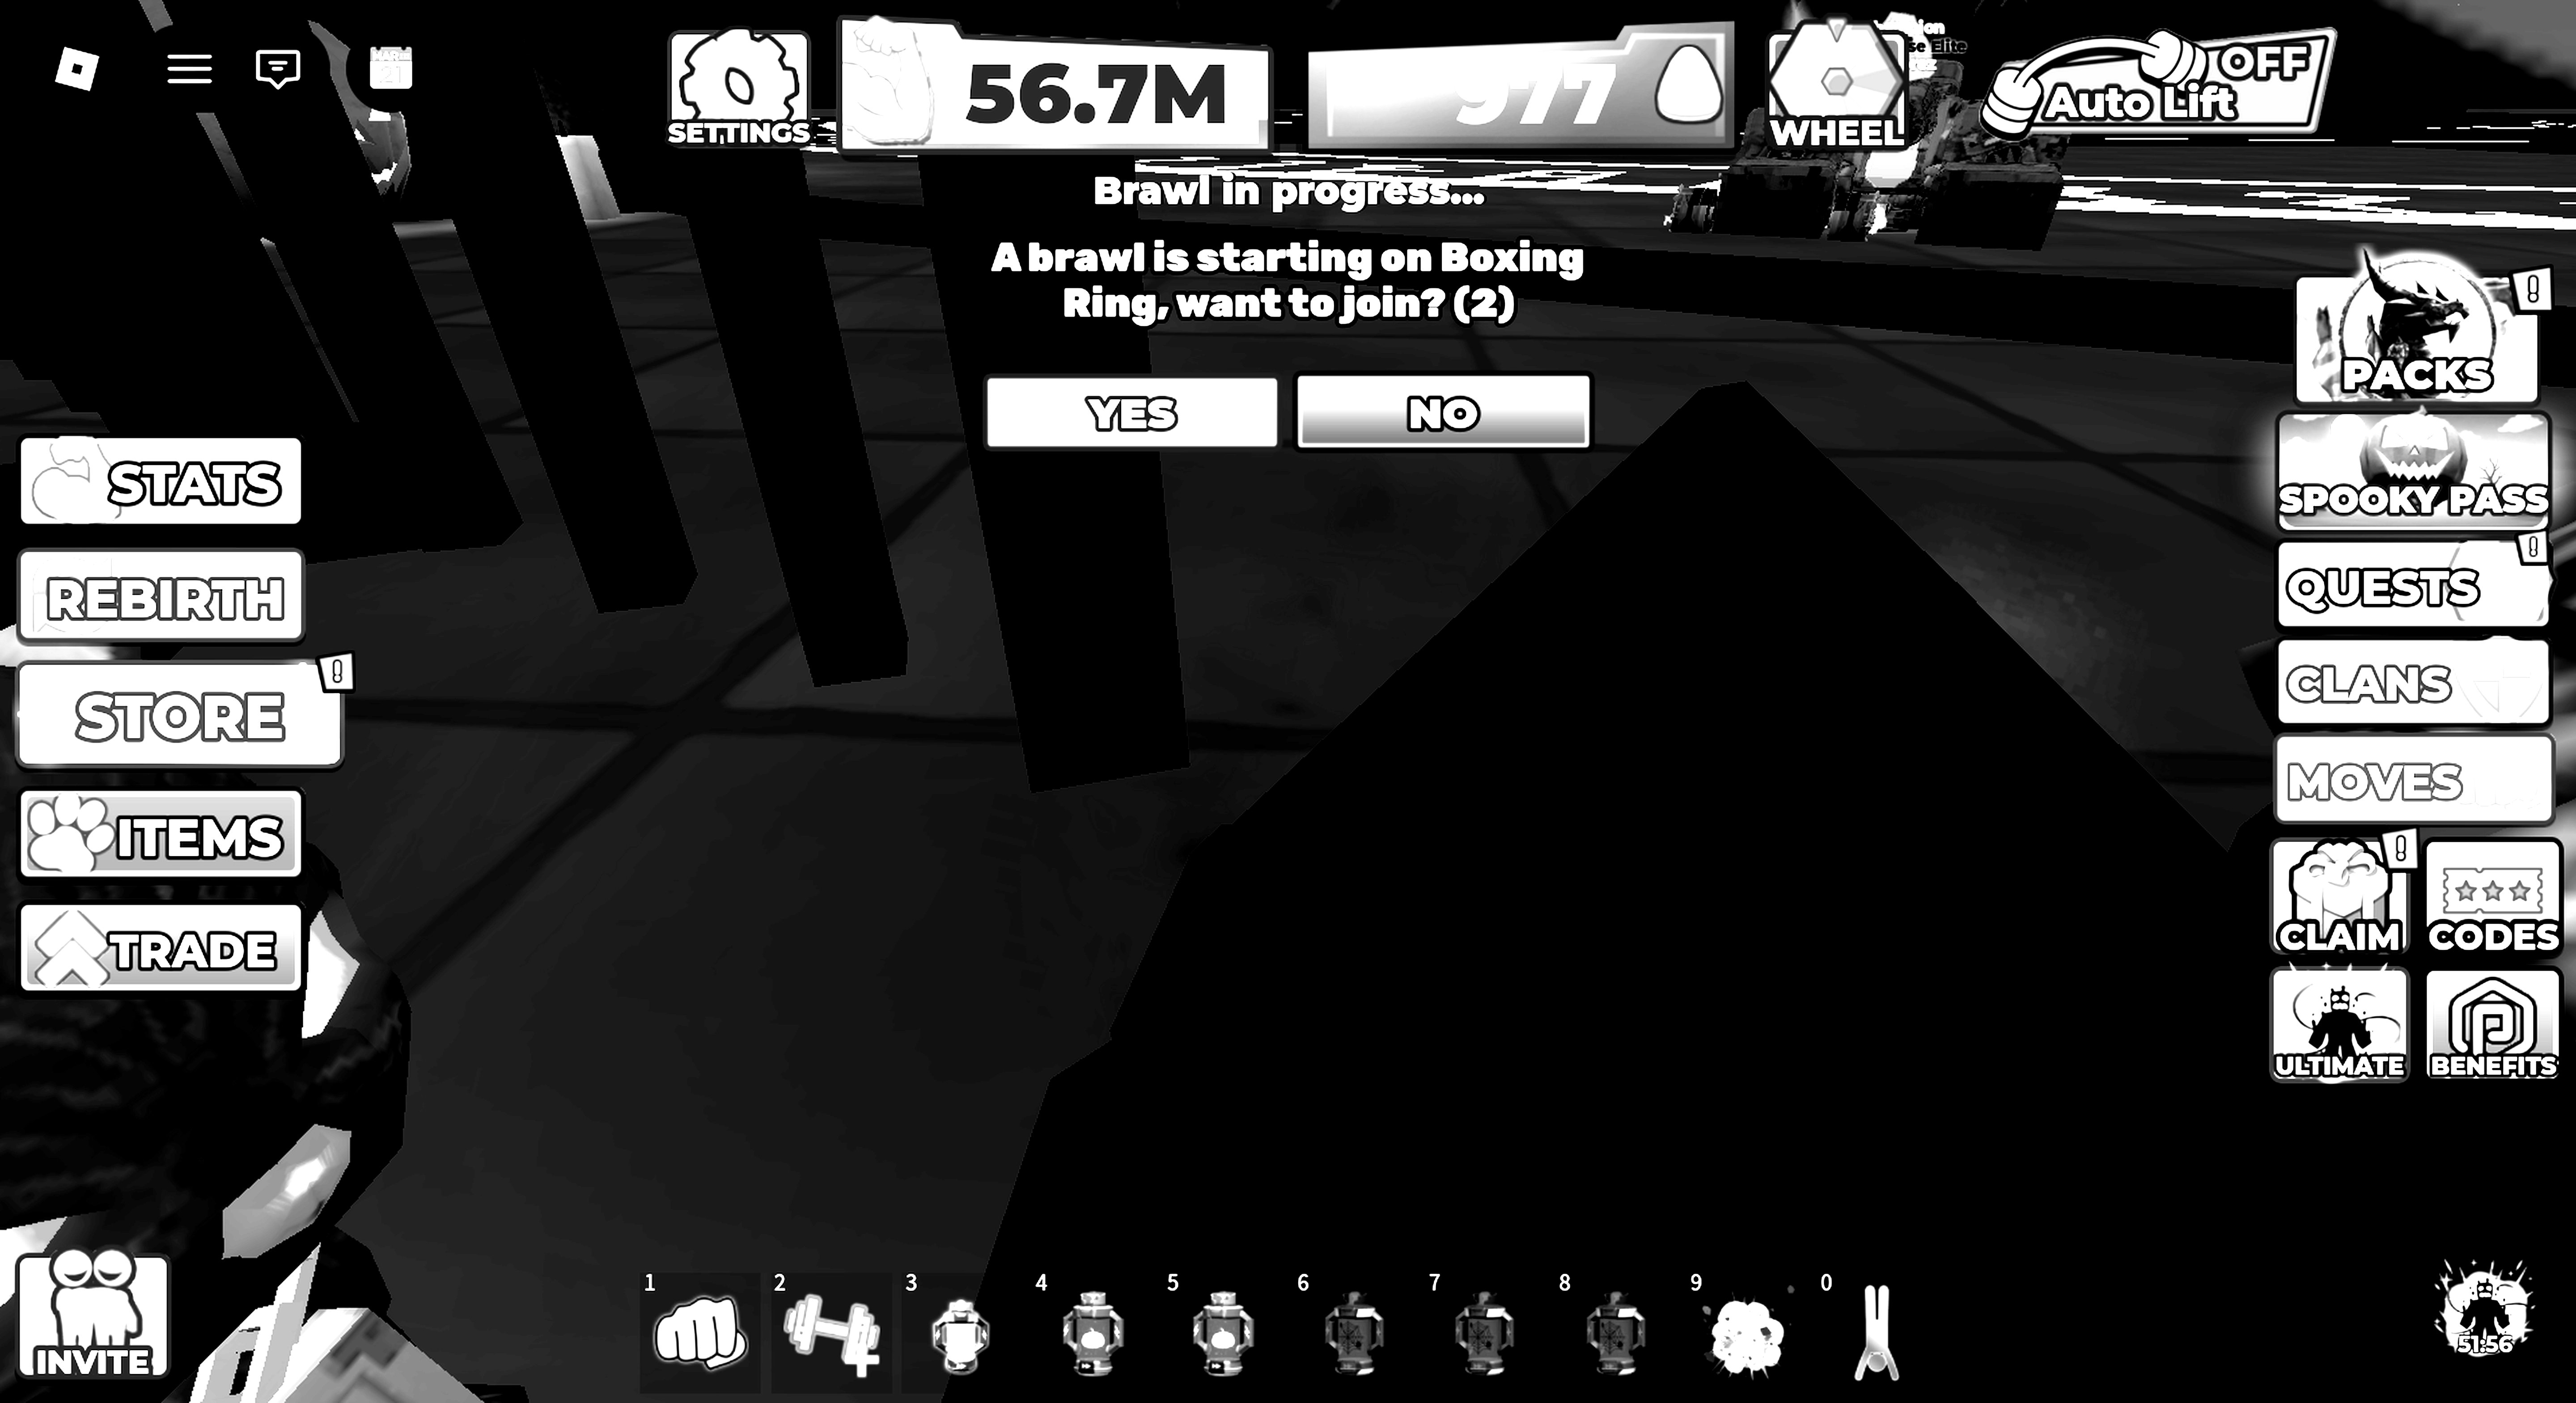 SETTINGS
56.7M
977
WHEEL
OFF
Auto Lift
Brawl in progress...
A brawl is starting on Boxing
Ring, want to join? (2)
YES
NO
STATS
REBIRTH
STORE
!
ITEMS
TRADE
INVITE
!
PACKS
SPOOKY PASS
!
QUESTS
CLANS
MOVES
!
CLAIM
CODES
ULTIMATE
BENEFITS
1
2
3
4
5
6
7
8
9
0
51:56